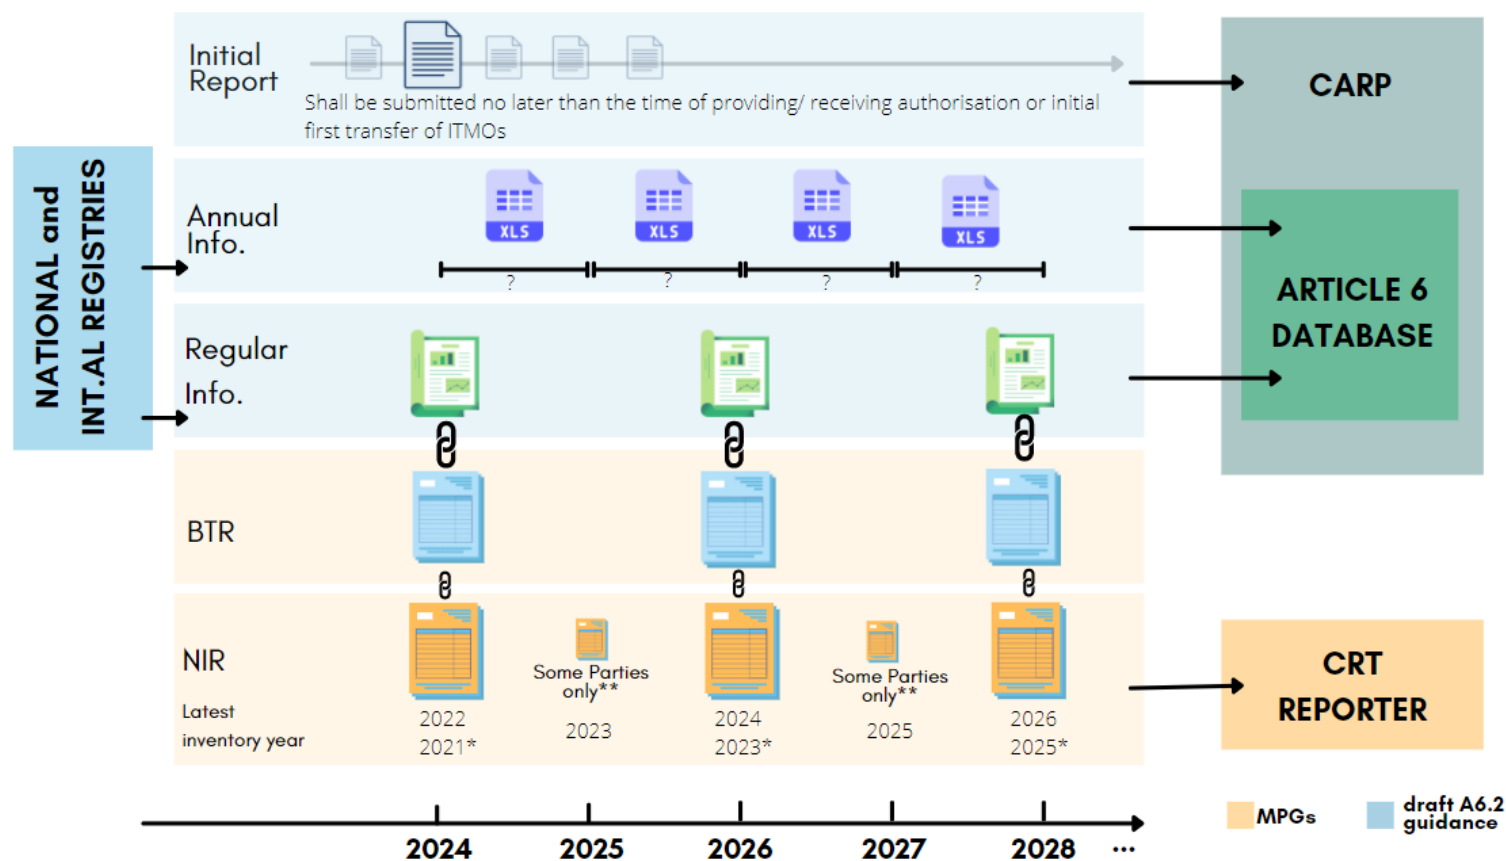 Initial
Report
Shall be submitted no later than the time of providing/ receiving authorisation or initial
first transfer of ITMOs
CARP
NATIONAL and
INT.AL REGISTRIES
Annual
Info.
XLS
XLS
XLS
XLS
?
?
?
?
ARTICLE 6
DATABASE
Regular
Info.
BTR
NIR
Some Parties
only**
Some Parties
only**
Latest
inventory year
2022
2021*
2023
2024
2023*
2025
2026
2025*
CRT
REPORTER
MPGs
draft A6.2
guidance
2024
2025
2026
2027
2028
...